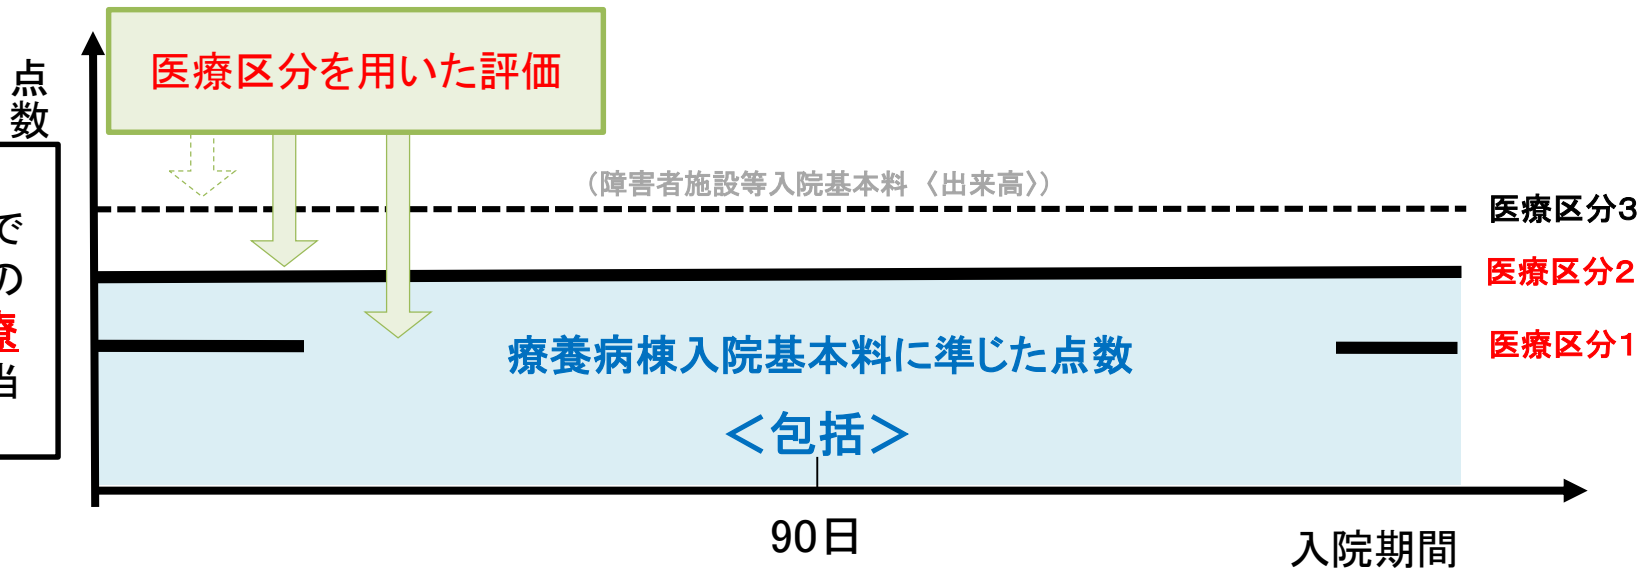 医療区分を用いた評価
点数
で
の
療
当
（障害者施設等入院基本料〈出来高〉）
医療区分３
医療区分２
医療区分１
療養病棟入院基本料に準じた点数
＜包括＞
90日
入院期間